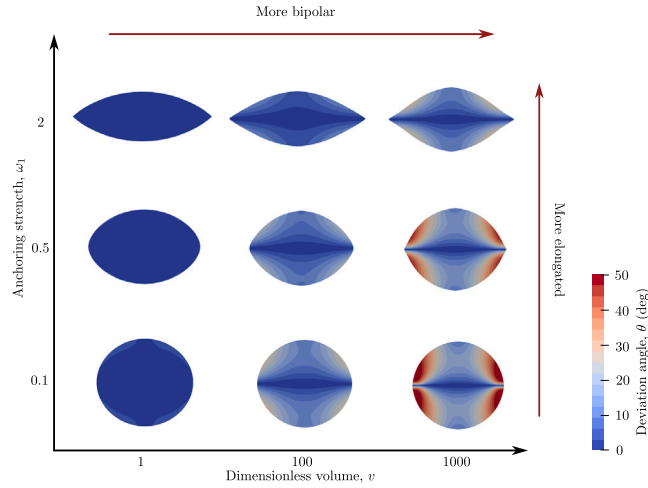 More bipolar
Anchoring strength, ω₁
2
0.5
0.1
More elongated
50
40
30
20
10
0
Deviation angle, θ (deg)
1
100
1000
Dimensionless volume, v